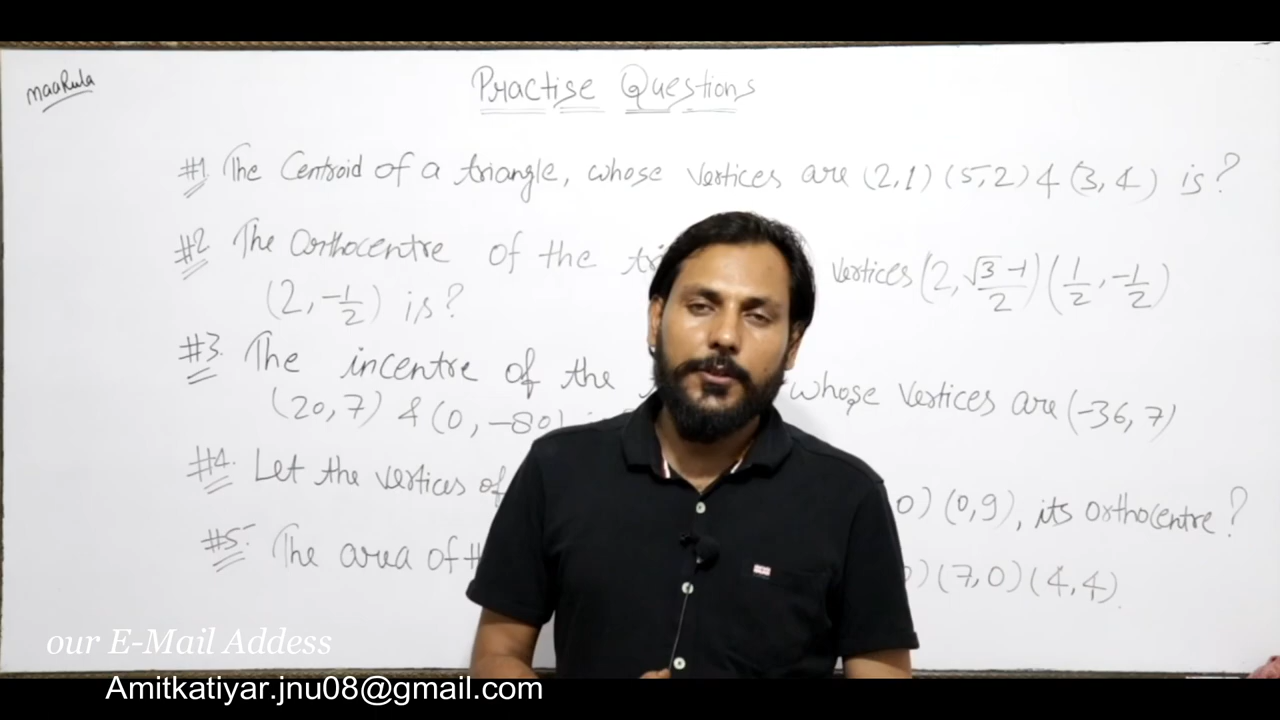 maaRula
Practise Questions
#1 The Centroid of a triangle, whose vertices are (2,1) (5,2) & (3,4) is?
#2 The Orthocentre of the vertices (2, √3-1/2) (1/2, -1/2)
(2, -1/2) is?
#3. The incentre of the whose vertices are (-36,7)
(20,7) & (0,-80)
#4. Let the vertices of 0) (0,9), its orthocentre?
#5. The area of ) (7,0) (4,4).
our E-Mail Addess
Amitkatiyar.jnu08@gmail.com